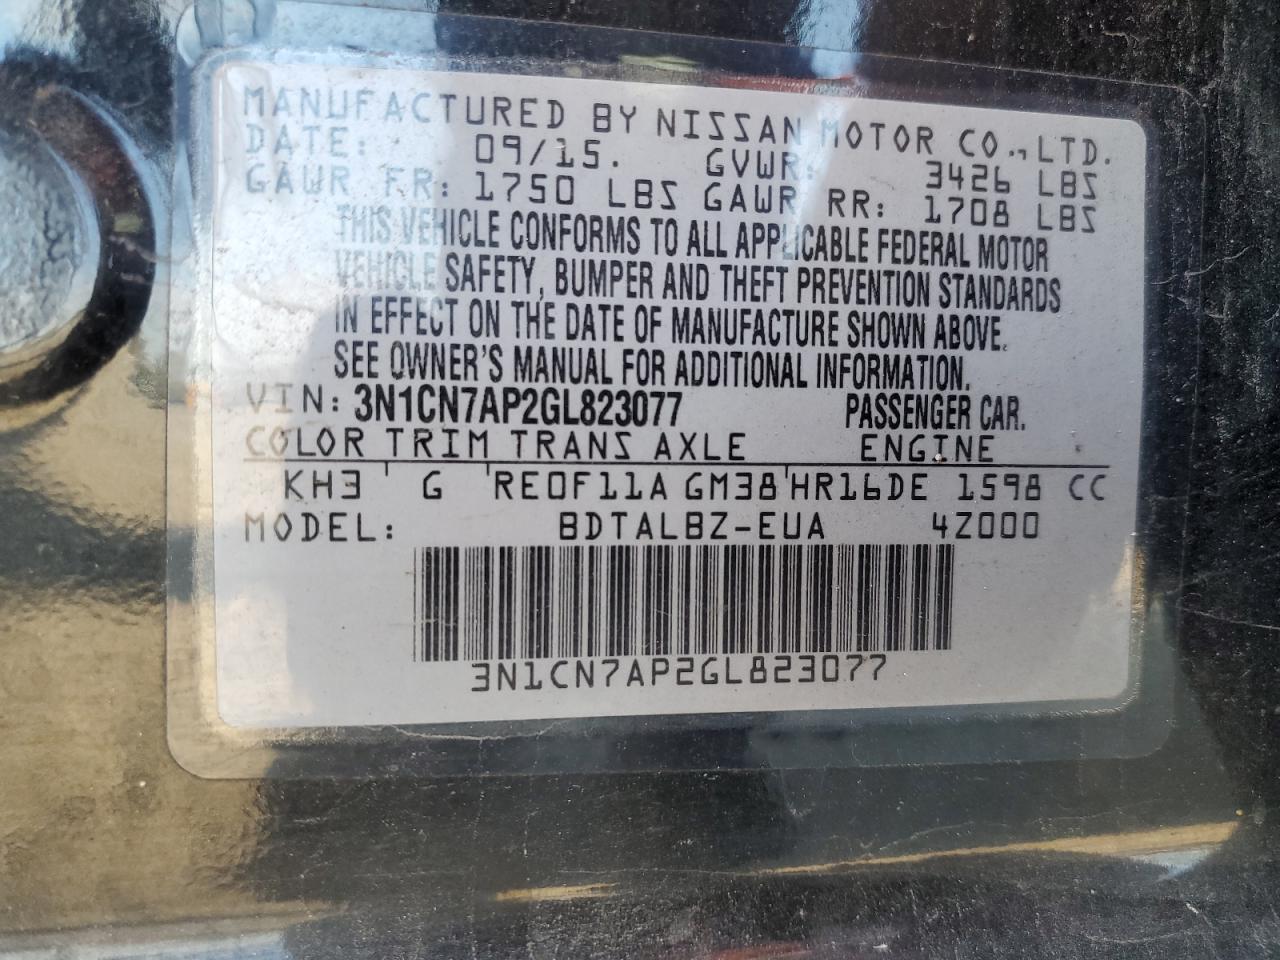 MANUFACTURED BY NISSAN MOTOR CO., LTD.
DATE: 09/15. GVWR: 3426 LBS
GAWR FR: 1750 LBS GAWR RR: 1708 LBS
THIS VEHICLE CONFORMS TO ALL APPLICABLE FEDERAL MOTOR
VEHICLE SAFETY, BUMPER AND THEFT PREVENTION STANDARDS
IN EFFECT ON THE DATE OF MANUFACTURE SHOWN ABOVE.
SEE OWNER'S MANUAL FOR ADDITIONAL INFORMATION.
VIN: 3N1CN7AP2GL823077 PASSENGER CAR.
COLOR TRIM TRANS AXLE ENGINE
KH3 G RE0F11A GM38 HR16DE 1598 CC
MODEL: BDTALBZ-EUA 4Z000
3N1CN7AP2GL823077